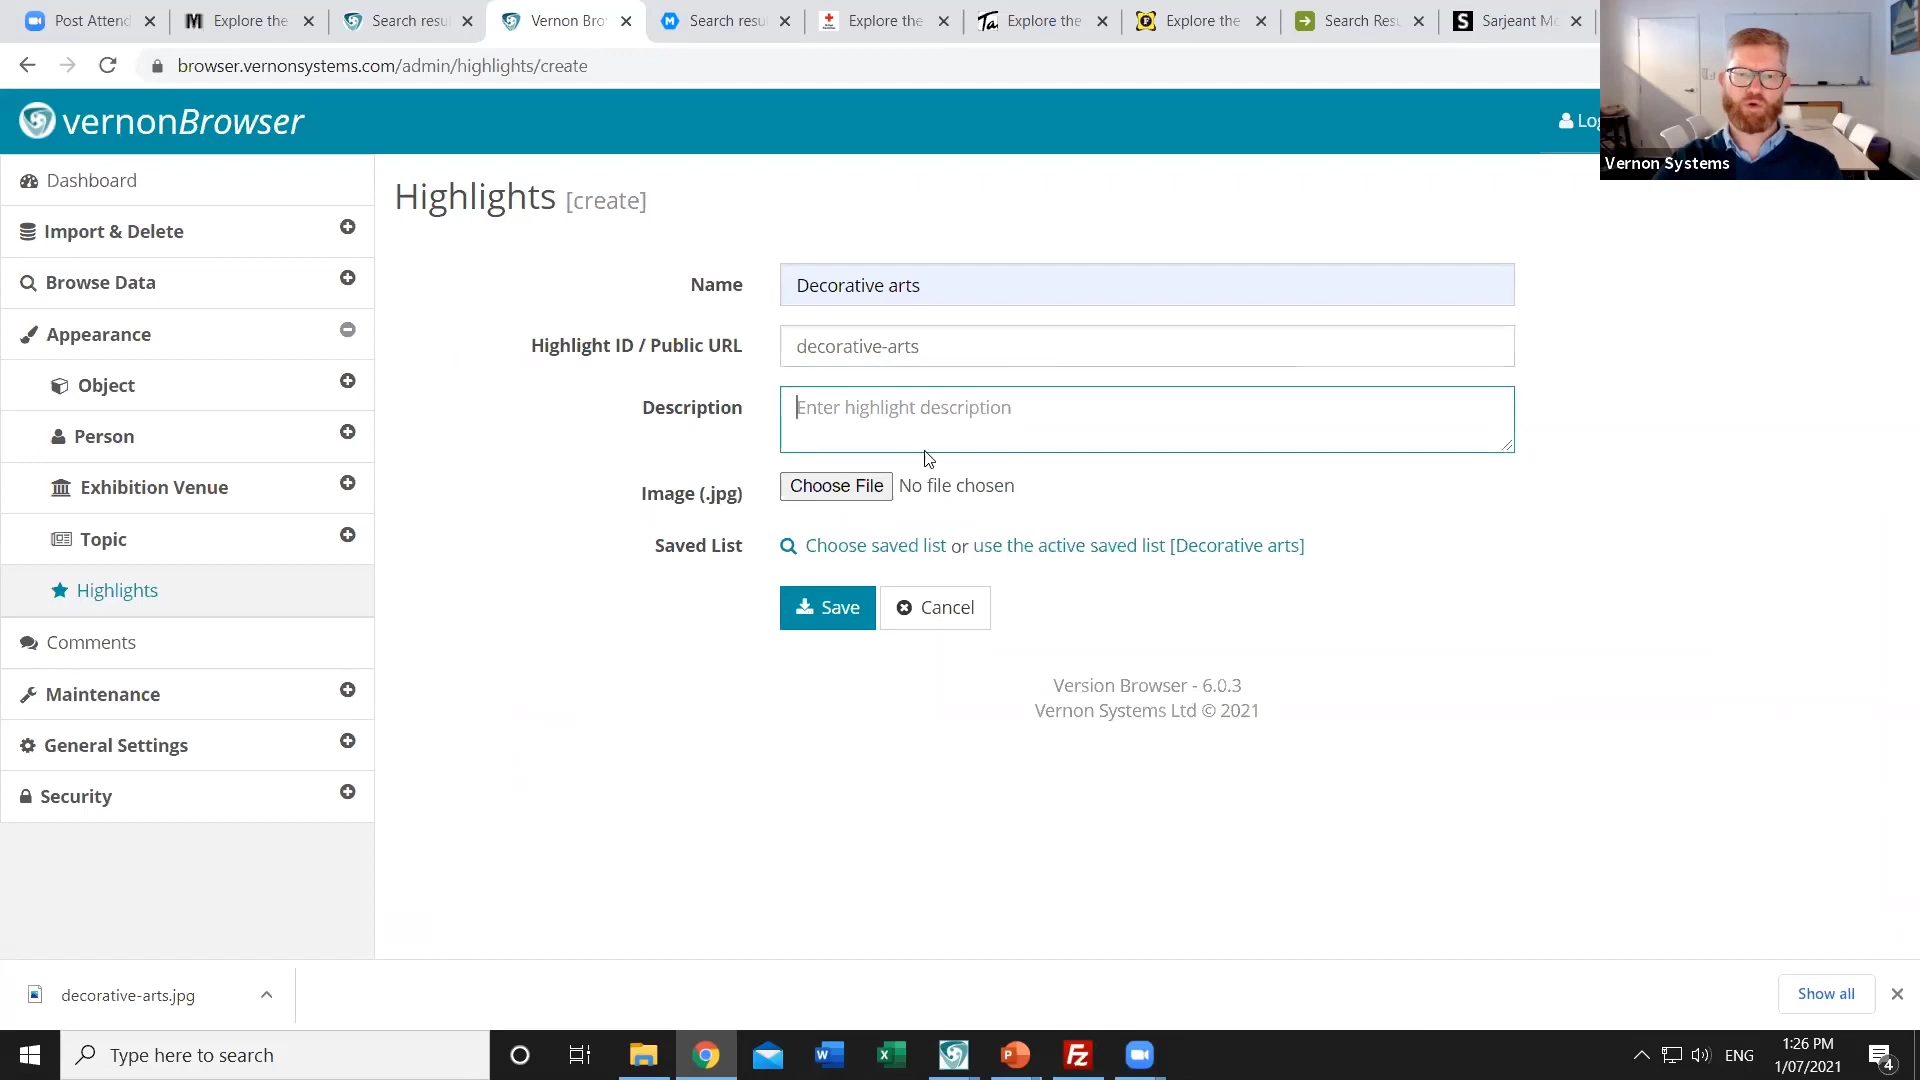 Post Attend
Explore the
Search resu
Vernon Bro
Search resu
Explore the
Explore the
Explore the
Search Res
Sarjeant Mc
browser.vernonsystems.com/admin/highlights/create
vernonBrowser
Log
Vernon Systems
Dashboard
Import & Delete
Browse Data
Appearance
Object
Person
Exhibition Venue
Topic
Highlights
Comments
Maintenance
General Settings
Security
Highlights [create]
Name
Decorative arts
Highlight ID / Public URL
decorative-arts
Description
Enter highlight description
Image (.jpg)
Choose File No file chosen
Saved List
Choose saved list or use the active saved list [Decorative arts]
Save
Cancel
Version Browser - 6.0.3
Vernon Systems Ltd © 2021
decorative-arts.jpg
Show all
Type here to search
ENG
1:26 PM
1/07/2021
4